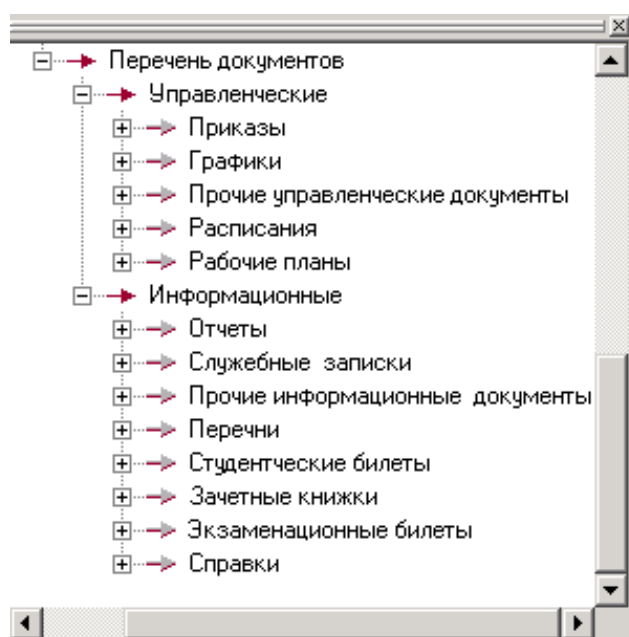 Перечень документов
Управленческие
Приказы
Графики
Прочие управленческие документы
Расписания
Рабочие планы
Информационные
Отчеты
Служебные записки
Прочие информационные документы
Перечни
Студентческие билеты
Зачетные книжки
Экзаменационные билеты
Справки